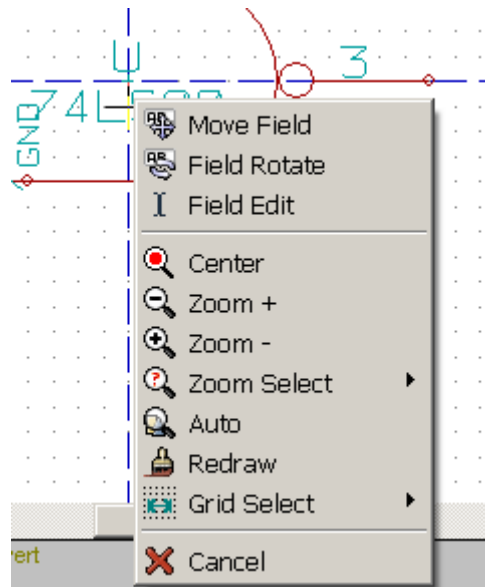 U
3
GND
Move Field
Field Rotate
Field Edit
Center
Zoom +
Zoom -
Zoom Select
Auto
Redraw
Grid Select
Cancel